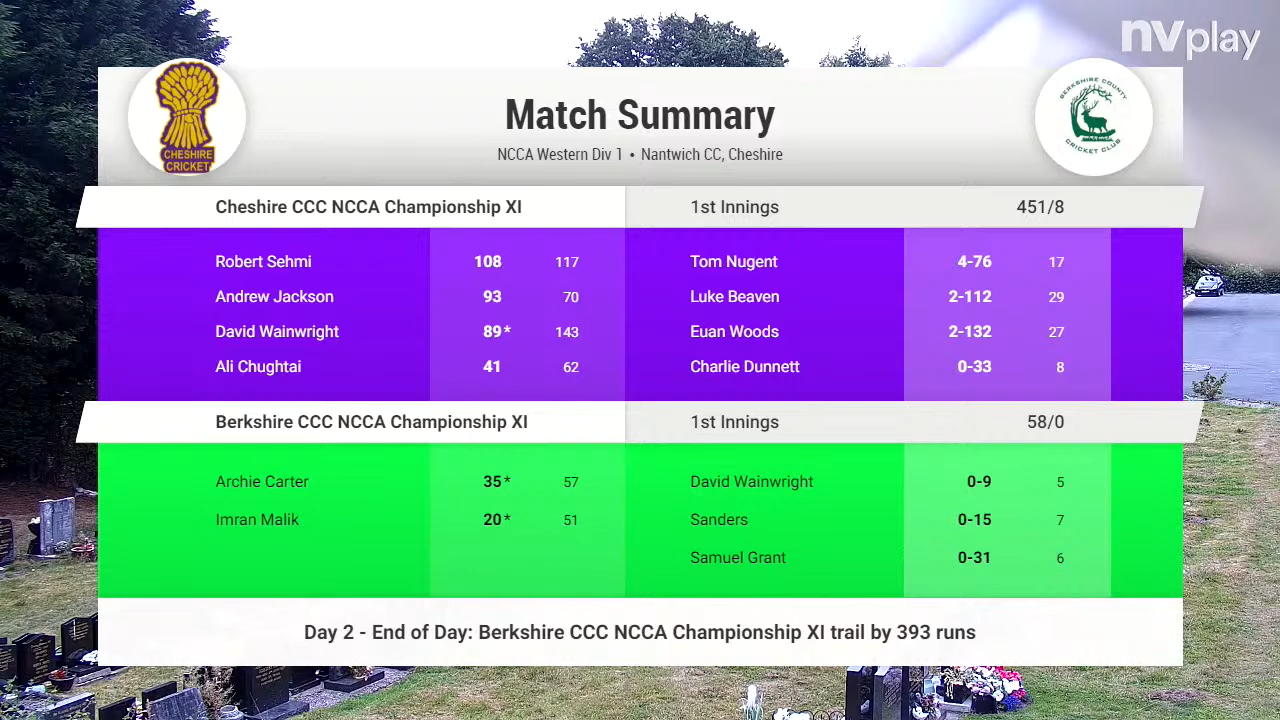 nvplay
CHESHIRE
CRICKET
BERKSHIRE COUNTY
CRICKET CLUB
Match Summary
NCCA Western Div 1 • Nantwich CC, Cheshire
Cheshire CCC NCCA Championship XI 1st Innings 451/8
Robert Sehmi 108 117 Tom Nugent 4-76 17
Andrew Jackson 93 70 Luke Beaven 2-112 29
David Wainwright 89* 143 Euan Woods 2-132 27
Ali Chughtai 41 62 Charlie Dunnett 0-33 8
Berkshire CCC NCCA Championship XI 1st Innings 58/0
Archie Carter 35* 57 David Wainwright 0-9 5
Imran Malik 20* 51 Sanders 0-15 7
Samuel Grant 0-31 6
Day 2 - End of Day: Berkshire CCC NCCA Championship XI trail by 393 runs